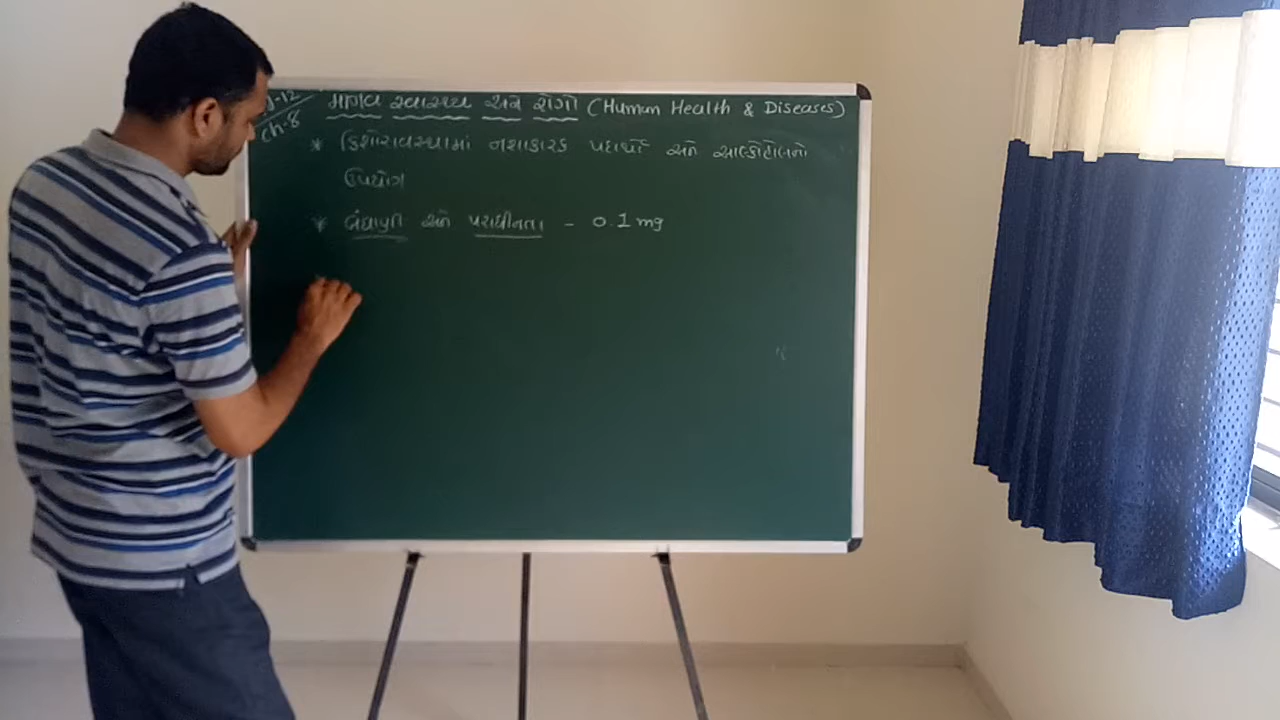 -12
Ch-8
માનવ સ્વાસ્થ્ય અને રોગો (Human Health & Diseases)
* કિશોરાવસ્થામાં નશાકારક પદાર્થો અને આલ્કોહોલનો
ઉપયોગ
* બંધાણ અને પરાધીનતા - 0.1 mg